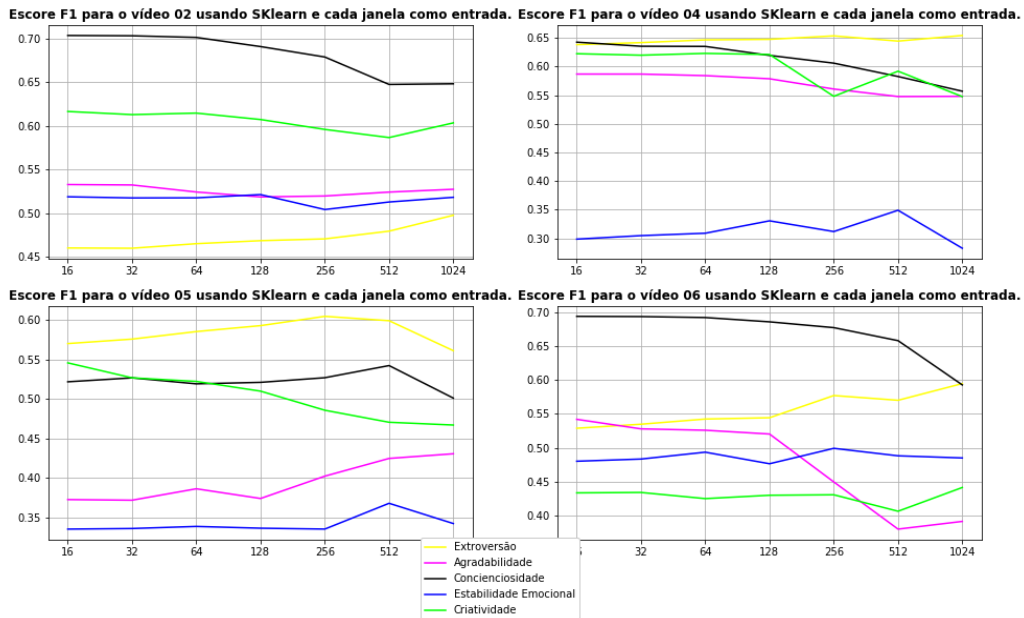 Escore F1 para o vídeo 02 usando SKlearn e cada janela como entrada.
0.70
0.65
0.60
0.55
0.50
0.45
16 32 64 128 256 512 1024
Escore F1 para o vídeo 04 usando SKlearn e cada janela como entrada.
0.65
0.60
0.55
0.50
0.45
0.40
0.35
0.30
16 32 64 128 256 512 1024
Escore F1 para o vídeo 05 usando SKlearn e cada janela como entrada.
0.60
0.55
0.50
0.45
0.40
0.35
16 32 64 128 256 512
Escore F1 para o vídeo 06 usando SKlearn e cada janela como entrada.
0.70
0.65
0.60
0.55
0.50
0.45
0.40
32 64 128 256 512 1024
Extroversão
Agradabilidade
Concienciosidade
Estabilidade Emocional
Criatividade